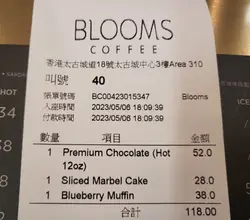 BLOOMS
COFFEE
香港太古城道18號太古城中心3樓Area 310
叫號 40
帳單號碼 BC00423015347 Blooms
入座時間 2023/05/06 18:09:39
付款時間 2023/05/06 18:09:39
數量 項目 金額
1 Premium Chocolate (Hot 52.0
12oz)
1 Sliced Marbel Cake 28.0
1 Blueberry Muffin 38.0
合計 118.00